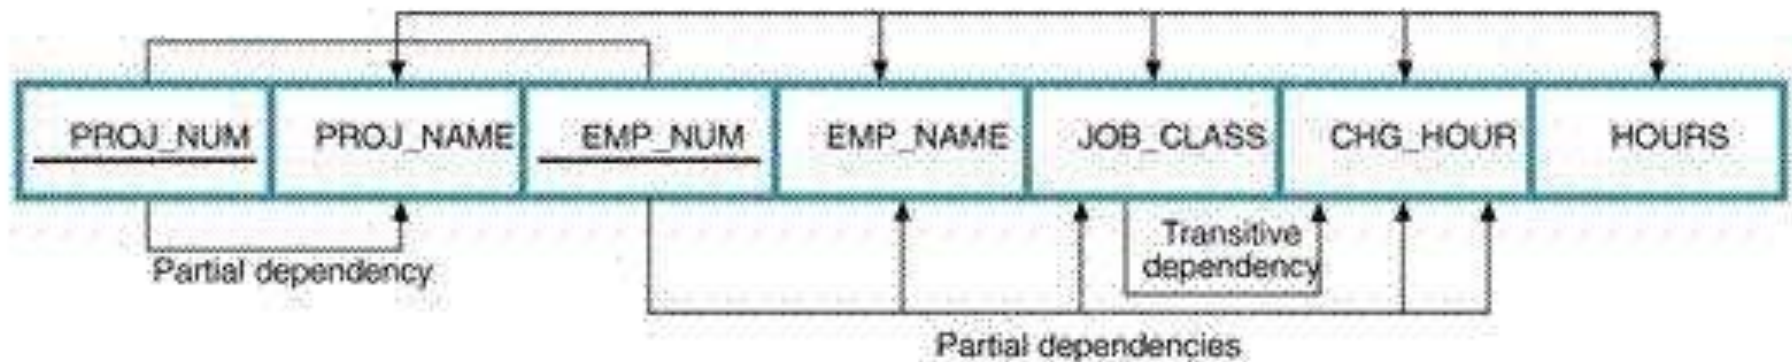 PROJ_NUM PROJ_NAME EMP_NUM EMP_NAME JOB_CLASS CHG_HOUR HOURS
Partial dependency
Transitive
dependency
Partial dependencies